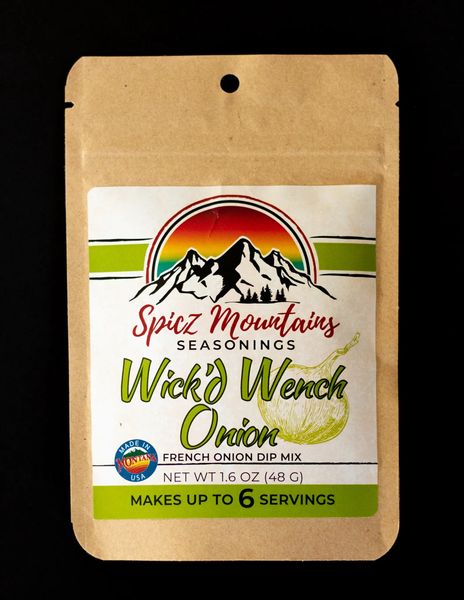 Spicz Mountains
SEASONINGS
Wick'd Wench
Onion
FRENCH ONION DIP MIX
MADE IN
MONTANA
USA
NET WT 1.6 OZ (48 G)
MAKES UP TO 6 SERVINGS